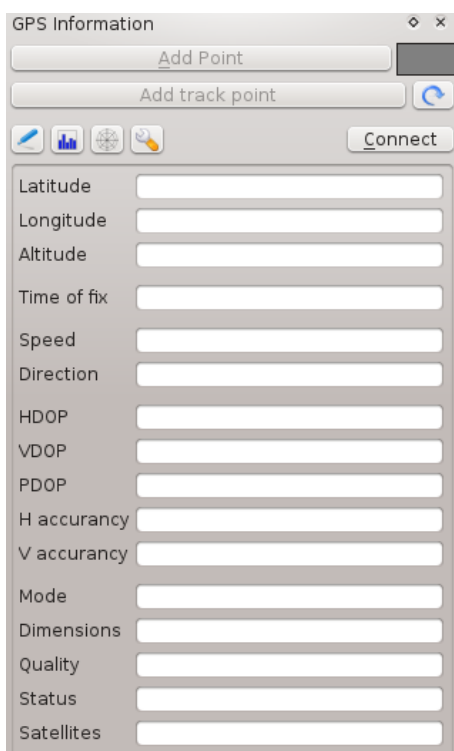 GPS Information
Add Point
Add track point
Connect
Latitude
Longitude
Altitude
Time of fix
Speed
Direction
HDOP
VDOP
PDOP
H accurancy
V accurancy
Mode
Dimensions
Quality
Status
Satellites